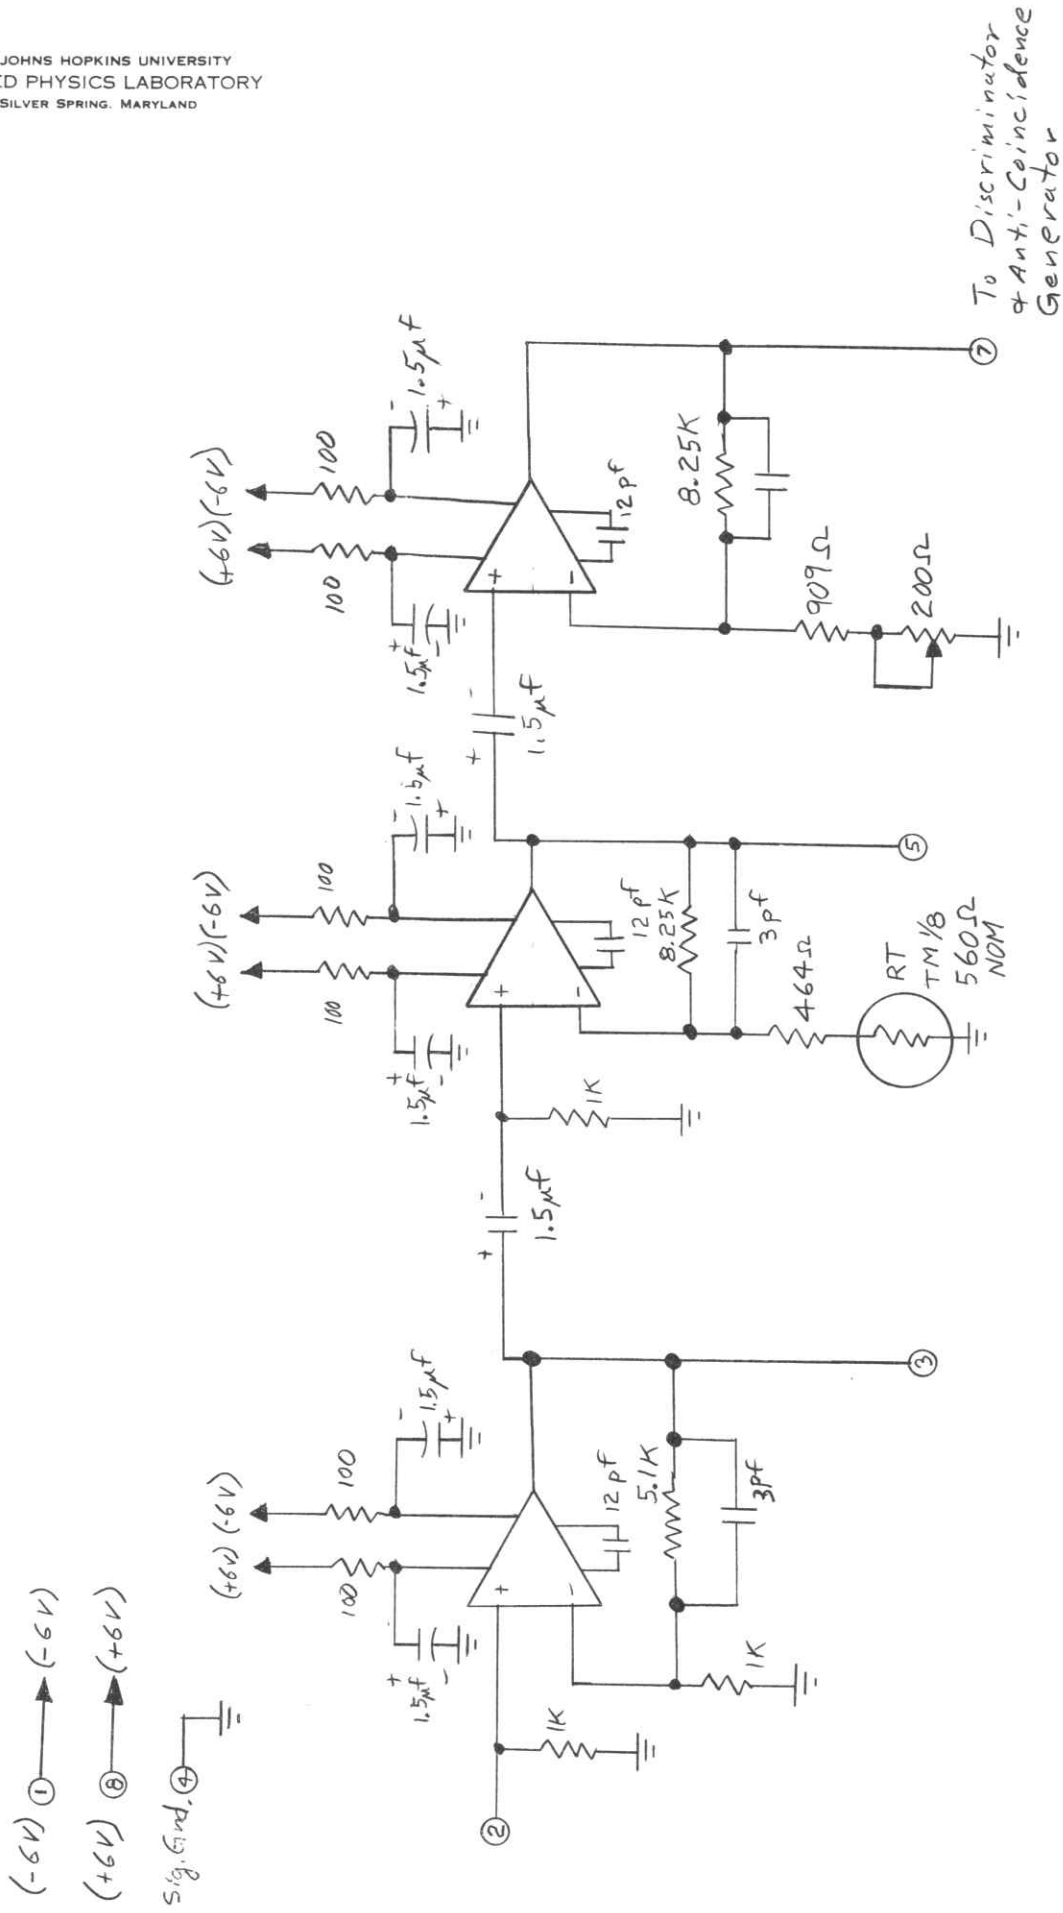 JOHNS HOPKINS UNIVERSITY
ED PHYSICS LABORATORY
SILVER SPRING. MARYLAND
(-6V) ① (-6V)
(+6V) ⑧ (+6V)
Sig. Gnd. ④
②
1K
(+6V) (-6V)
100
100
+
1.5µf
-
-
1.5µf
+
+
-
12pf
5.1K
3pf
1K
③
+
-
1.5µf
1K
(+6V) (-6V)
100
100
+
1.5µf
-
-
1.5µf
+
+
-
12pf
8.25K
3pf
464Ω
RT
TM 1/8
560Ω
NOM
⑤
+
-
1.5µf
(+6V) (-6V)
100
100
+
1.5µf
-
-
1.5µf
+
+
-
12pf
8.25K
909Ω
200Ω
⑦
To Discriminator
& Anti-Coincidence
Generator